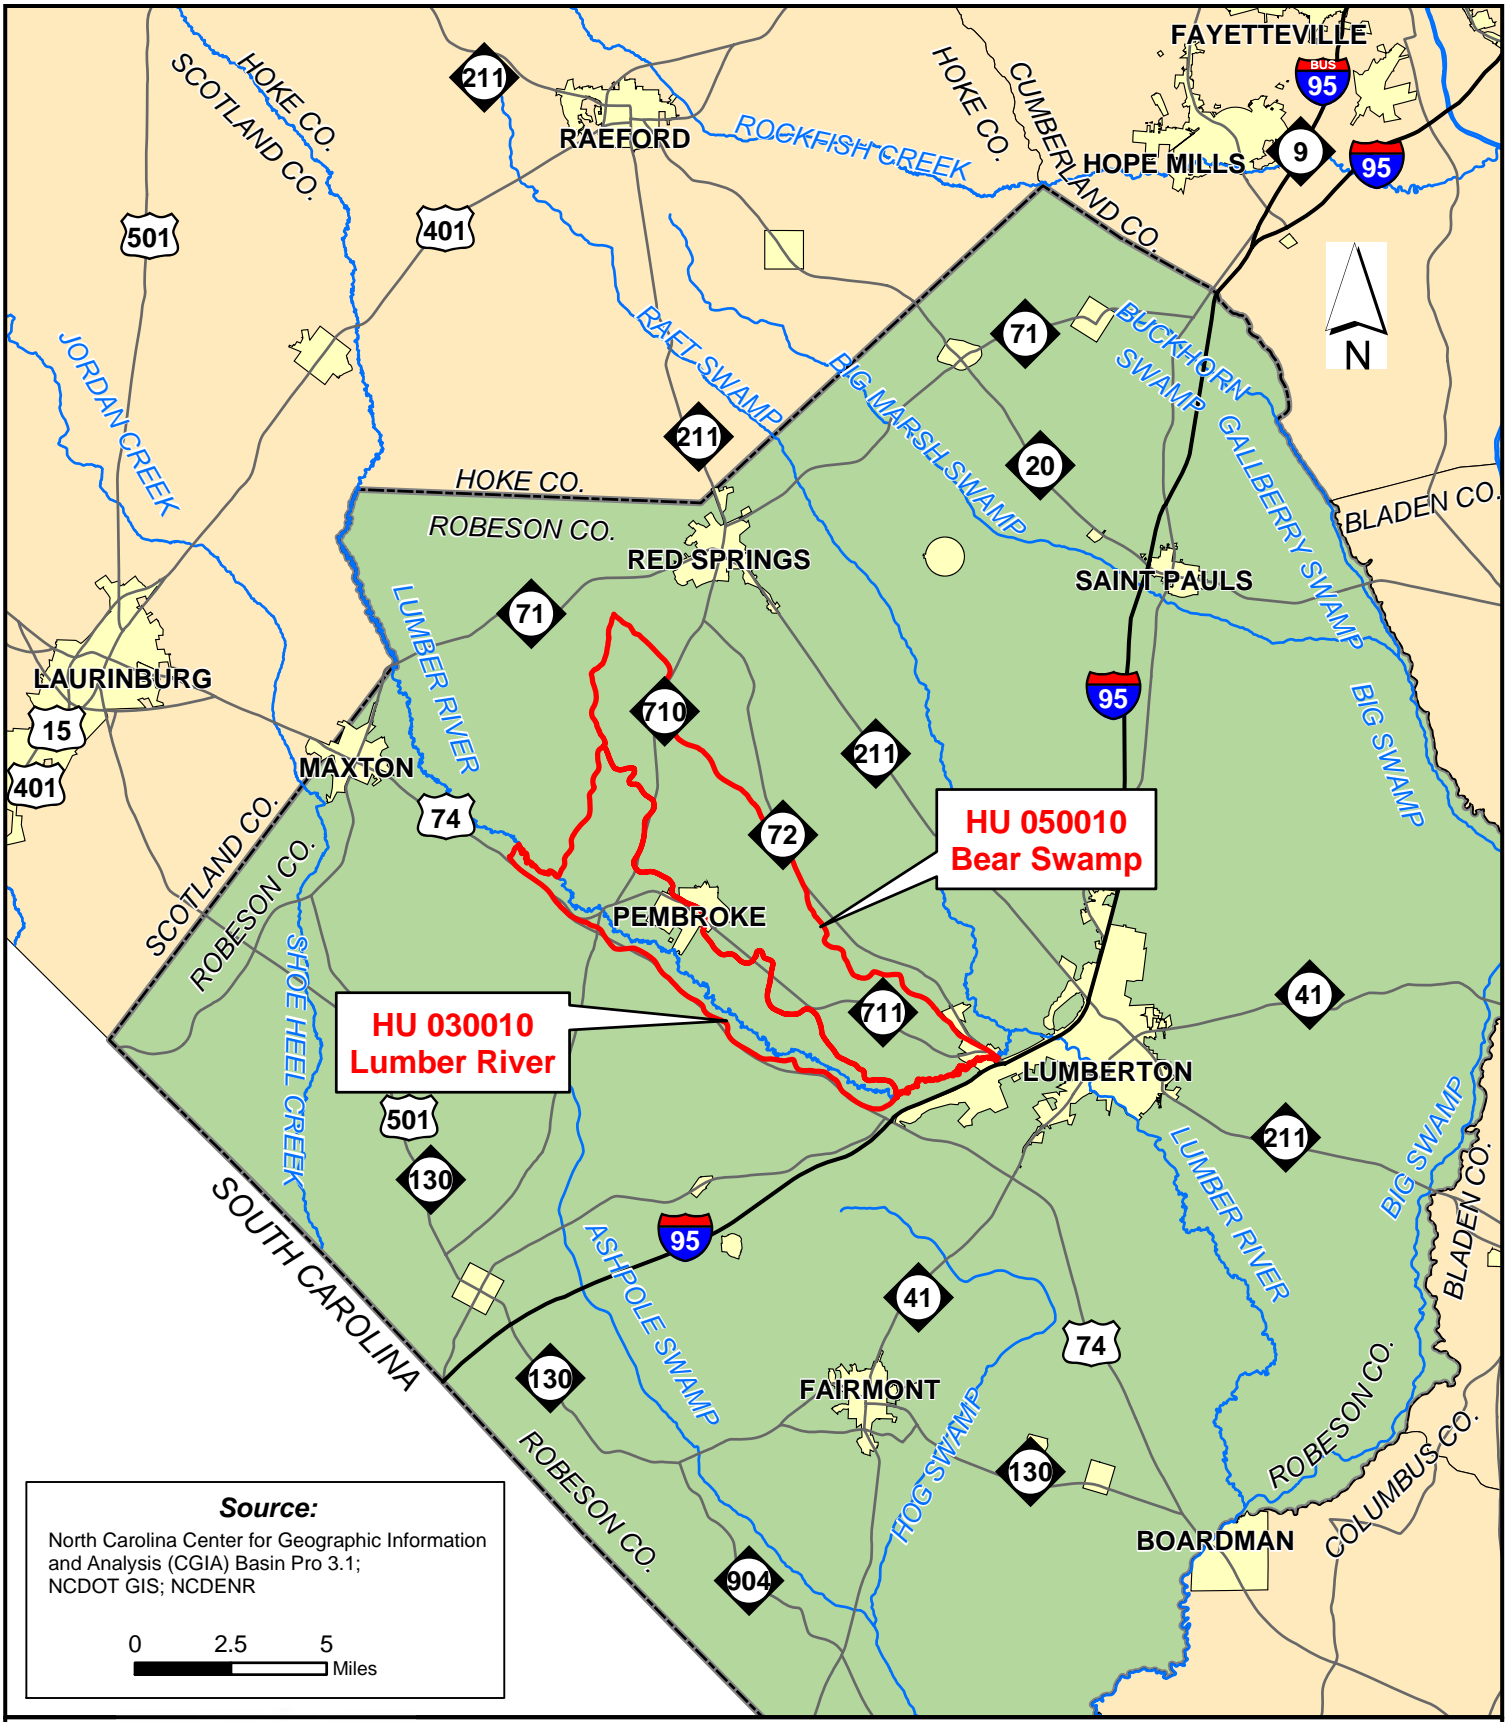 FAYETTEVILLE
BUS
95
HOKE CO.
SCOTLAND CO.
211
RAEFORD
ROCKFISH CREEK
HOKE CO.
CUMBERLAND CO.
HOPE MILLS
9
95
501
401
N
JORDAN CREEK
RAFT SWAMP
BIG MARSH SWAMP
71
BUCKHORN
SWAMP
GALLBERRY SWAMP
211
20
HOKE CO.
ROBESON CO.
BLADEN CO.
RED SPRINGS
SAINT PAULS
71
LUMBER RIVER
LAURINBURG
15
401
MAXTON
74
710
211
95
BIG SWAMP
72
HU 050010
Bear Swamp
SCOTLAND CO.
ROBESON CO.
PEMBROKE
SHOE HEEL CREEK
HU 030010
Lumber River
711
41
LUMBERTON
501
130
211
LUMBER RIVER
BIG SWAMP
BLADEN CO.
SOUTH CAROLINA
95
ASHPOLE SWAMP
41
74
130
FAIRMONT
HOG SWAMP
130
ROBESON CO.
COLUMBUS CO.
ROBESON CO.
BOARDMAN
904
Source:
North Carolina Center for Geographic Information
and Analysis (CGIA) Basin Pro 3.1;
NCDOT GIS; NCDENR
0 2.5 5
Miles